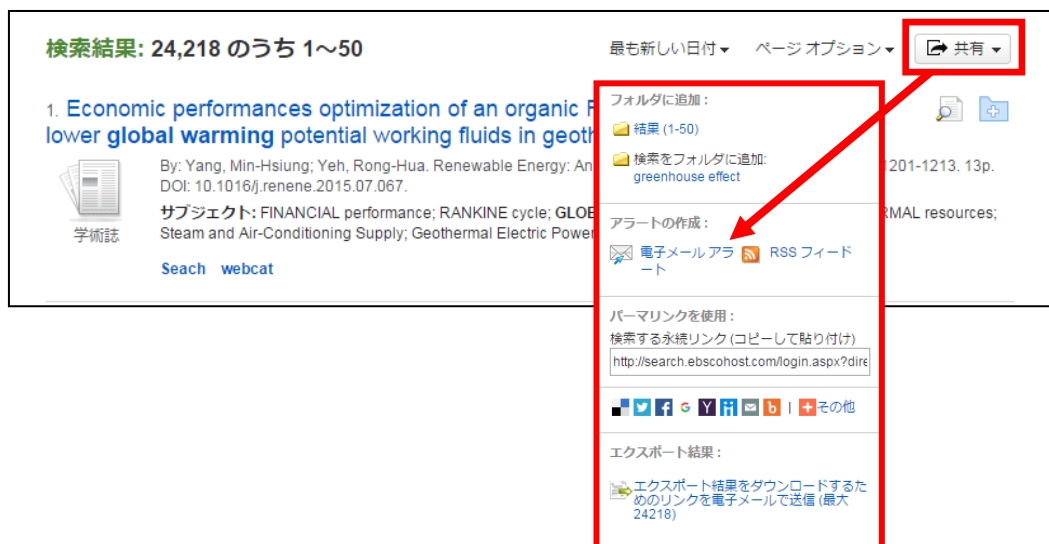 検索結果: 24,218 のうち 1～50
最も新しい日付 ページ オプション 共有
1. Economic performances optimization of an organic
lower global warming potential working fluids in geoth
By: Yang, Min-Hsiung; Yeh, Rong-Hua. Renewable Energy: An
1201-1213. 13p.
DOI: 10.1016/j.renene.2015.07.067.
サブジェクト: FINANCIAL performance; RANKINE cycle; GLOB
RMAL resources;
Steam and Air-Conditioning Supply; Geothermal Electric Power
学術誌
Seach webcat
フォルダに追加 :
結果 (1-50)
検索をフォルダに追加:
greenhouse effect
アラートの作成 :
電子メール アラ RSS フィード
ート
パーマリンクを使用 :
検索する永続リンク (コピーして貼り付け)
http://search.ebscohost.com/login.aspx?dire
G Y b | その他
エクスポート結果 :
エクスポート結果をダウンロードするた
めのリンクを電子メールで送信 (最大
24218)